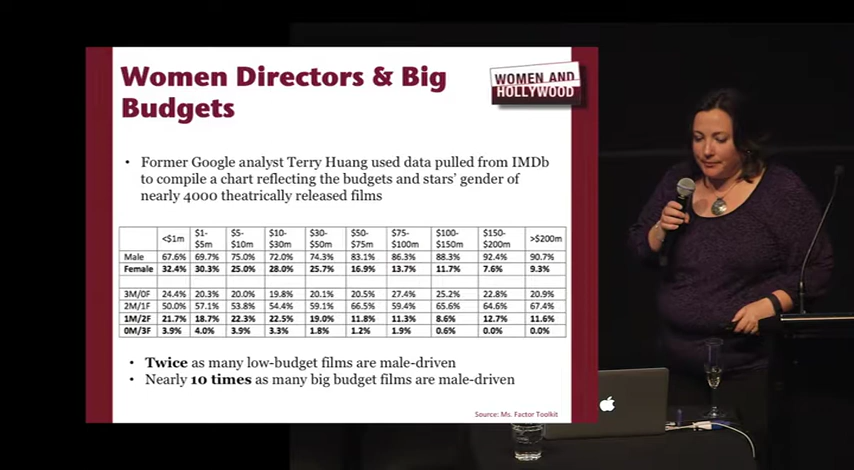 Women Directors & Big
Budgets
WOMEN AND
HOLLYWOOD
• Former Google analyst Terry Huang used data pulled from IMDb
to compile a chart reflecting the budgets and stars' gender of
nearly 4000 theatrically released films
<$1m $1-$5m $5-$10m $10-$30m $30-$50m $50-$75m $75-$100m $100-$150m $150-$200m >$200m
Male 67.6% 69.7% 75.0% 72.0% 74.3% 83.1% 86.3% 88.3% 92.4% 90.7%
Female 32.4% 30.3% 25.0% 28.0% 25.7% 16.9% 13.7% 11.7% 7.6% 9.3%
3M/0F 24.4% 20.3% 20.0% 19.8% 20.1% 20.5% 27.4% 25.2% 22.8% 20.9%
2M/1F 50.0% 57.1% 53.8% 54.4% 59.1% 66.5% 59.4% 65.6% 64.6% 67.4%
1M/2F 21.7% 18.7% 22.3% 22.5% 19.0% 11.8% 11.3% 8.6% 12.7% 11.6%
0M/3F 3.9% 4.0% 3.9% 3.3% 1.8% 1.2% 1.9% 0.6% 0.0% 0.0%
• Twice as many low-budget films are male-driven
• Nearly 10 times as many big budget films are male-driven
Source: Ms. Factor Toolkit